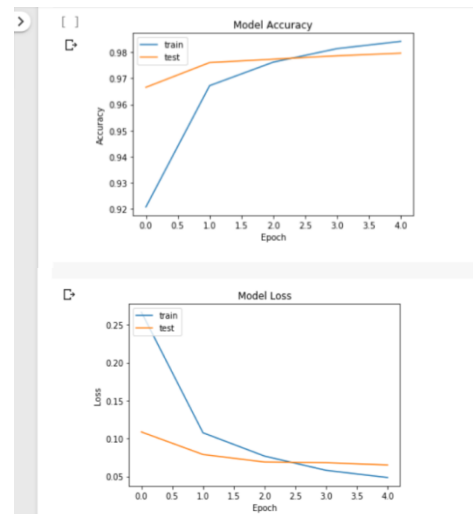 [ ]
Model Accuracy
train
test
0.98
0.97
0.96
0.95
0.94
0.93
0.92
Accuracy
0.0 0.5 1.0 1.5 2.0 2.5 3.0 3.5 4.0
Epoch
Model Loss
train
test
0.25
0.20
0.15
0.10
0.05
Loss
0.0 0.5 1.0 1.5 2.0 2.5 3.0 3.5 4.0
Epoch